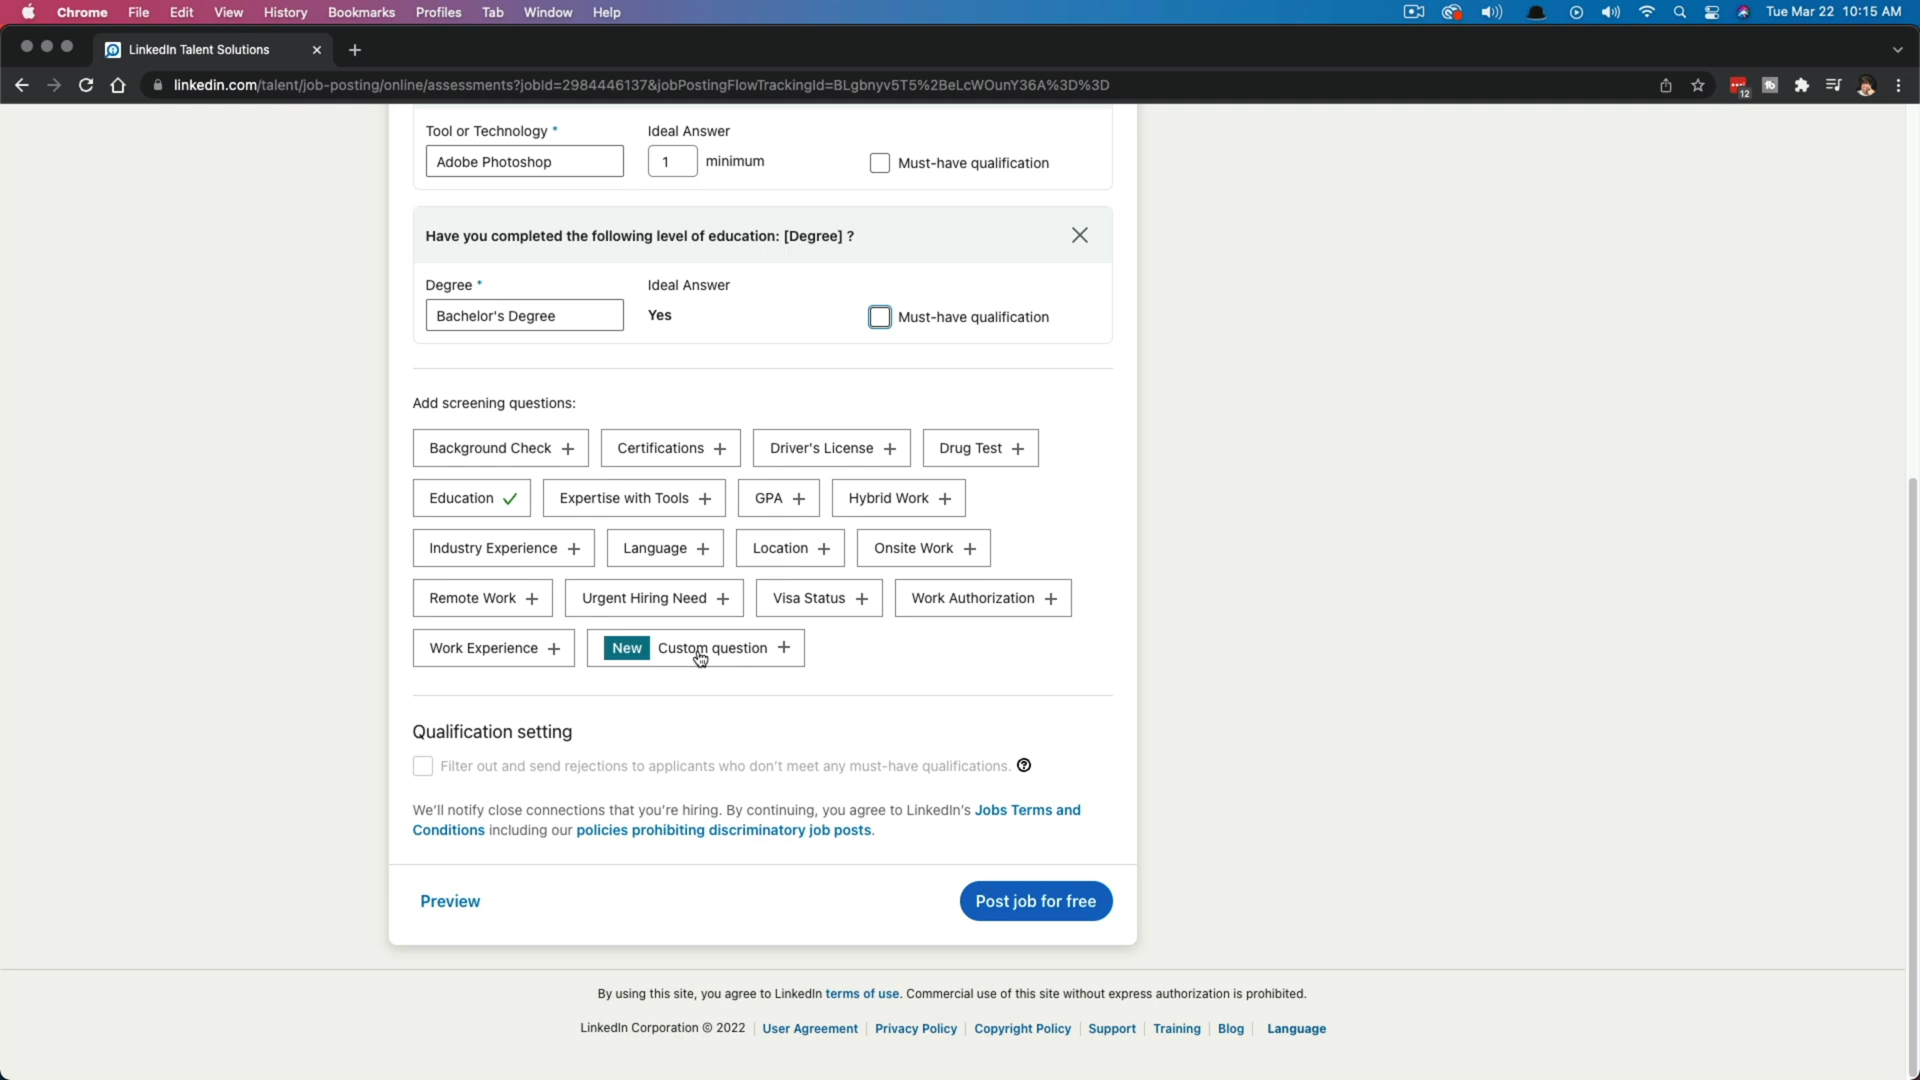 Chrome File Edit View History Bookmarks Profiles Tab Window Help Tue Mar 22 10:15 AM
LinkedIn Talent Solutions
linkedin.com/talent/job-posting/online/assessments?jobId=2984446137&jobPostingFlowTrackingId=BLgbnyv5T5%2BeLcWOunY36A%3D%3D
12
Tool or Technology * Ideal Answer
Adobe Photoshop 1 minimum Must-have qualification
Have you completed the following level of education: [Degree] ?
Degree * Ideal Answer
Bachelor's Degree Yes Must-have qualification
Add screening questions:
Background Check + Certifications + Driver's License + Drug Test +
Education Expertise with Tools + GPA + Hybrid Work +
Industry Experience + Language + Location + Onsite Work +
Remote Work + Urgent Hiring Need + Visa Status + Work Authorization +
Work Experience + New Custom question +
Qualification setting
Filter out and send rejections to applicants who don't meet any must-have qualifications. ?
We'll notify close connections that you're hiring. By continuing, you agree to LinkedIn's Jobs Terms and
Conditions including our policies prohibiting discriminatory job posts.
Preview Post job for free
By using this site, you agree to LinkedIn terms of use. Commercial use of this site without express authorization is prohibited.
LinkedIn Corporation © 2022 User Agreement Privacy Policy Copyright Policy Support Training Blog Language